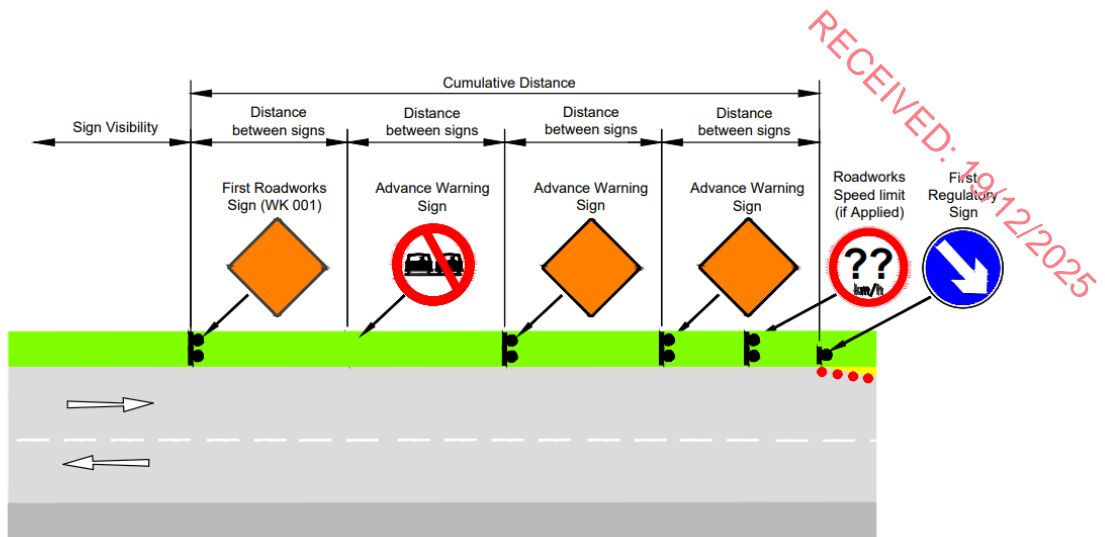 RECEIVED: 19/12/2025
Cumulative Distance
Sign Visibility
Distance
between signs
Distance
between signs
Distance
between signs
Distance
between signs
First Roadworks
Sign (WK 001)
Advance Warning
Sign
Advance Warning
Sign
Advance Warning
Sign
Roadworks
Speed limit
(if Applied)
First
Regulatory
Sign
??
km/h